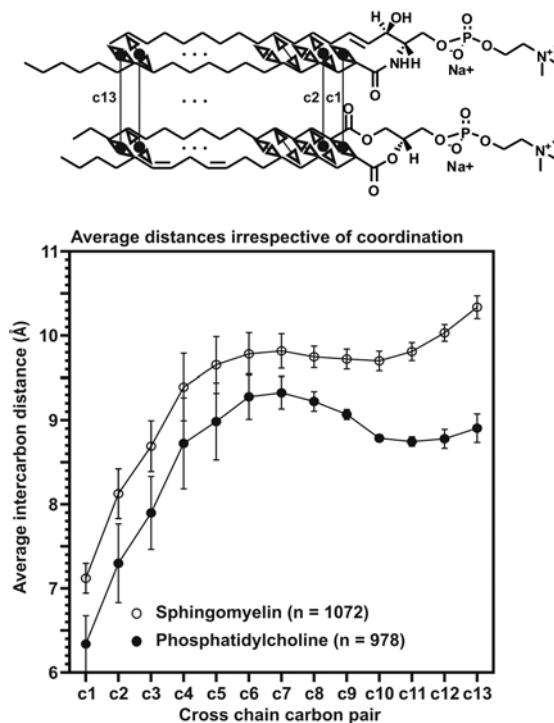 H OH
O
P
O
O
O⁻
N⁺
NHH
Na+
O
c13
...
c2
c1
...
...
O
O
O
H
O
P
O
O
O⁻
N⁺
Na+
O
Average distances irrespective of coordination
11
10
9
8
7
6
Average intercarbon distance (Å)
Sphingomyelin (n = 1072)
Phosphatidylcholine (n = 978)
c1 c2 c3 c4 c5 c6 c7 c8 c9 c10 c11 c12 c13
Cross chain carbon pair